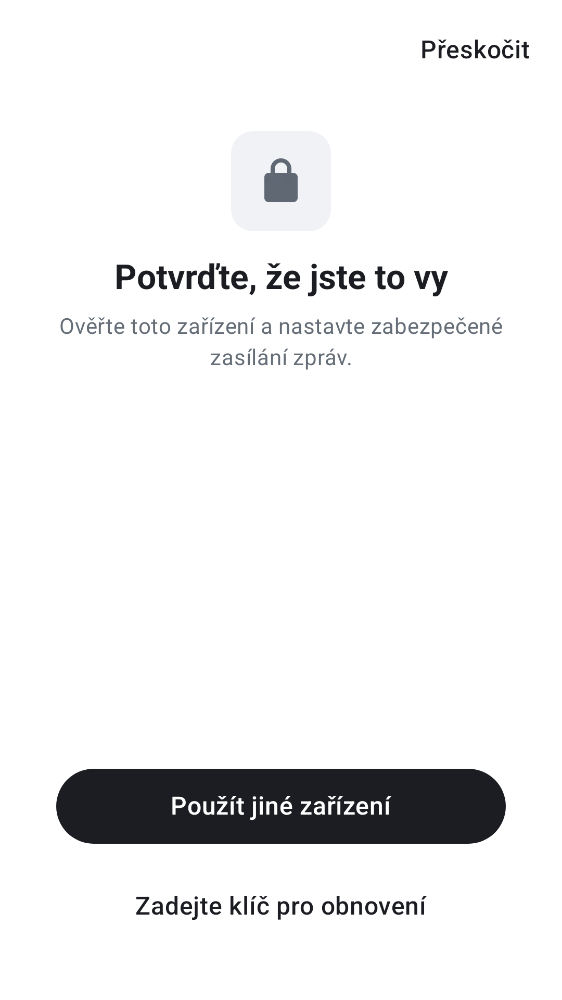 Přeskočit
Potvrďte, že jste to vy
Ověřte toto zařízení a nastavte zabezpečené
zasílání zpráv.
Použít jiné zařízení
Zadejte klíč pro obnovení